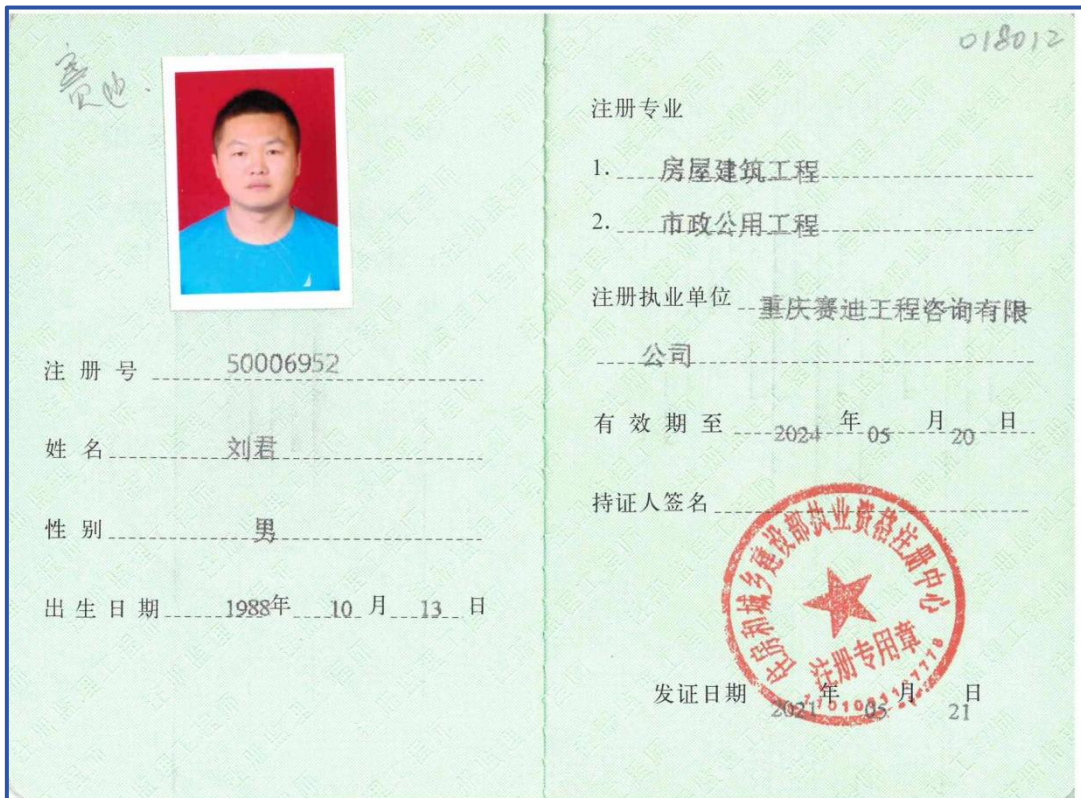 赛迪.
注册号 50006952
姓名 刘君
性别 男
出生日期 1988年 10 月 13 日
018012
注册专业
1. 房屋建筑工程
2. 市政公用工程
注册执业单位 重庆赛迪工程咨询有限
公司
有效期至 2024 年 05 月 20 日
持证人签名
住房和城乡建设部执业资格注册中心
注册专用章
发证日期 2021 年 05 月 21 日